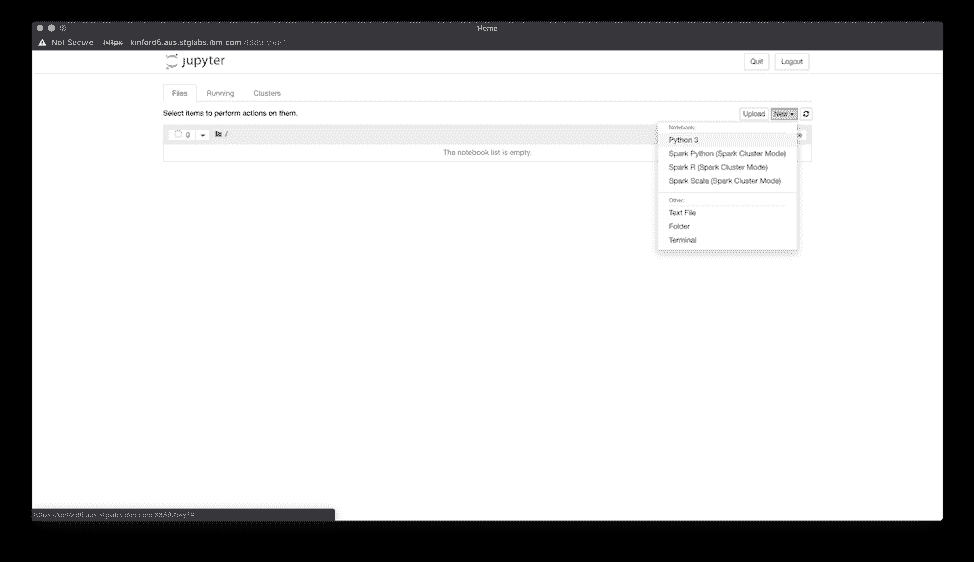 Home
Not Secure https kinford6.aus.stglabs.ibm.com
jupyter
Quit Logout
Files Running Clusters
Select items to perform actions on them.
Upload New
0 /
The notebook list is empty.
Notebook:
Python 3
Spark Python (Spark Cluster Mode)
Spark R (Spark Cluster Mode)
Spark Scala (Spark Cluster Mode)
Other:
Text File
Folder
Terminal